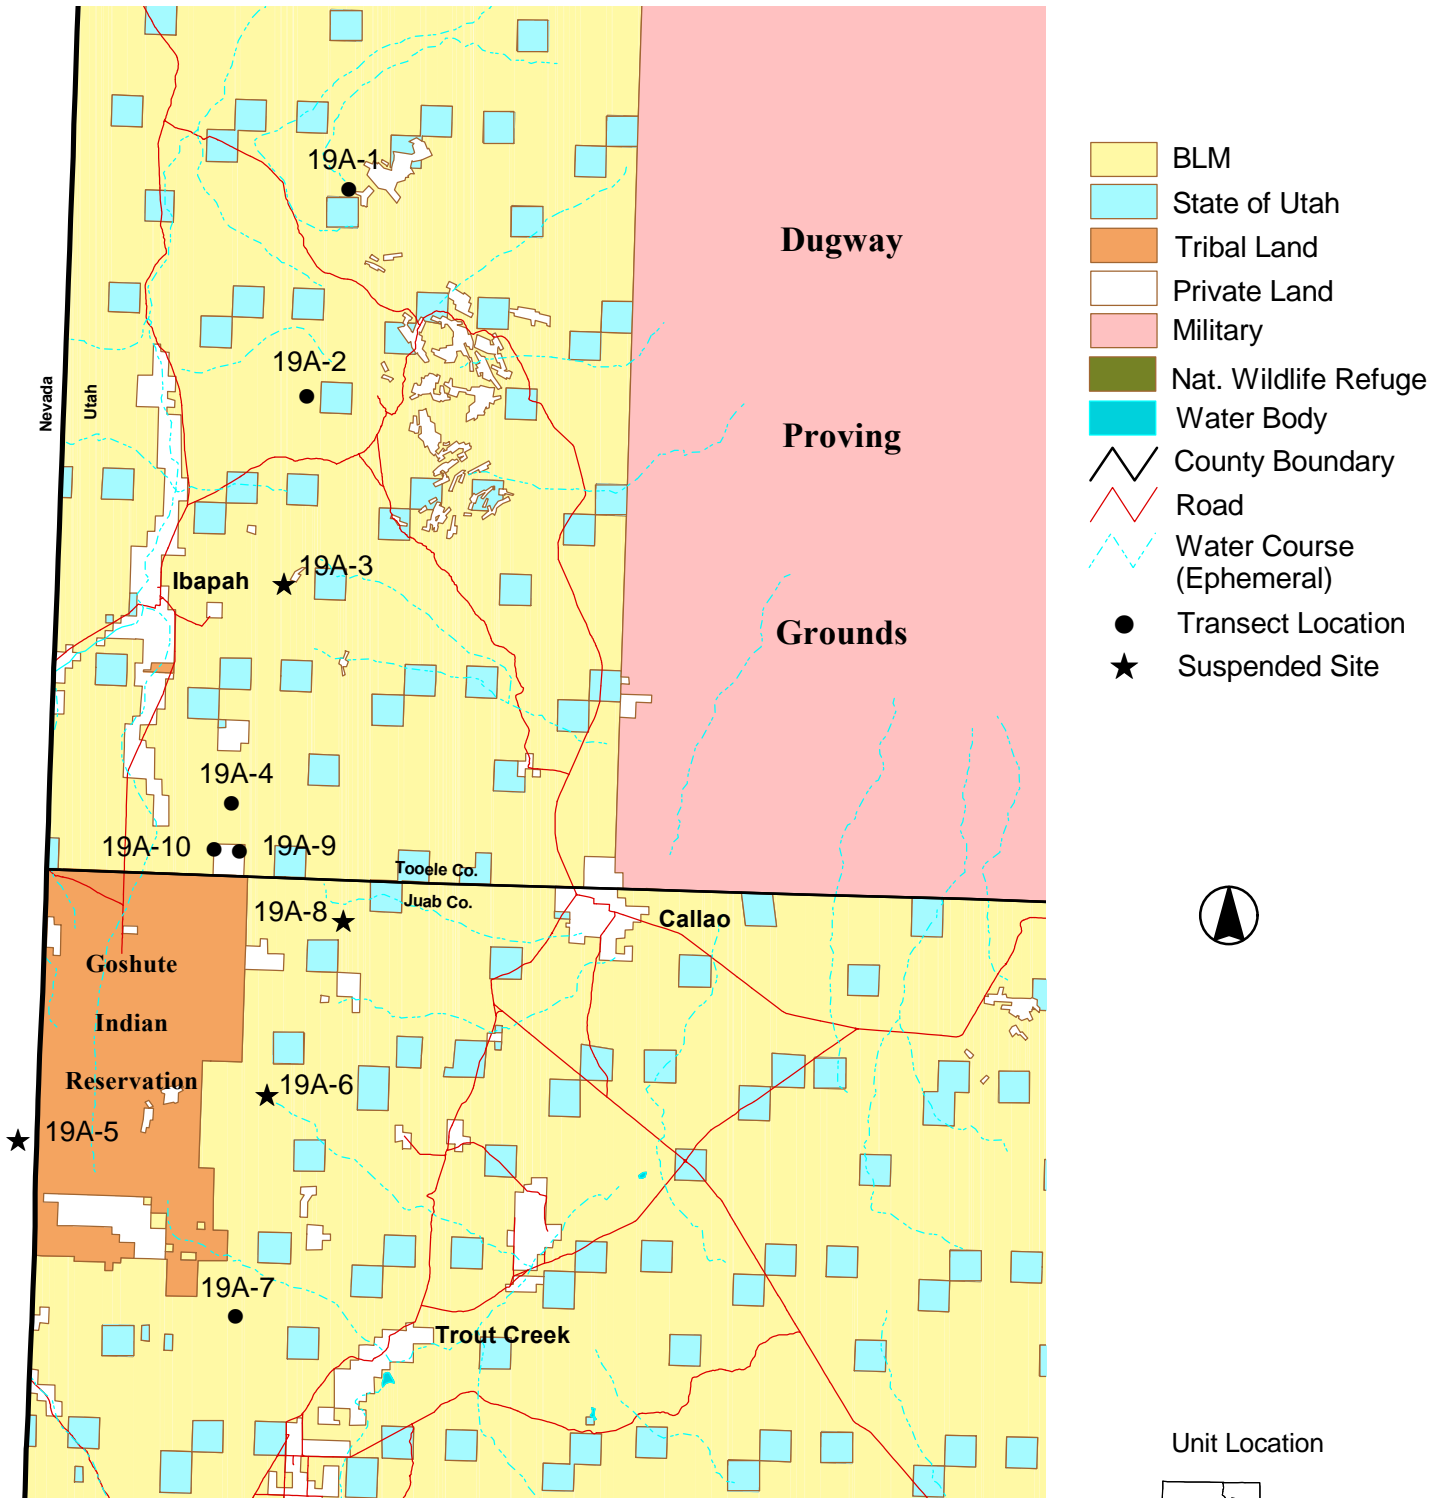 19A-1
Dugway
19A-2
Nevada
Utah
Proving
19A-3
Ibapah
Grounds
19A-4
19A-10
19A-9
Tooele Co.
Juab Co.
19A-8
Callao
Goshute
Indian
Reservation
19A-6
19A-5
19A-7
Trout Creek
BLM
State of Utah
Tribal Land
Private Land
Military
Nat. Wildlife Refuge
Water Body
County Boundary
Road
Water Course
(Ephemeral)
Transect Location
Suspended Site
Unit Location